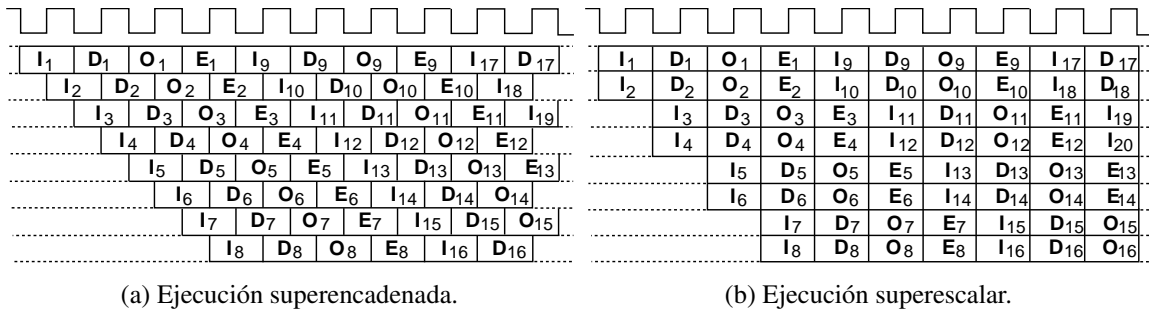 I1 D1 O1 E1 I9 D9 O9 E9 I17 D17
I2 D2 O2 E2 I10 D10 O10 E10 I18
I3 D3 O3 E3 I11 D11 O11 E11 I19
I4 D4 O4 E4 I12 D12 O12 E12
I5 D5 O5 E5 I13 D13 O13 E13
I6 D6 O6 E6 I14 D14 O14
I7 D7 O7 E7 I15 D15 O15
I8 D8 O8 E8 I16 D16
(a) Ejecución superencadenada.
I1 D1 O1 E1 I9 D9 O9 E9 I17 D17
I2 D2 O2 E2 I10 D10 O10 E10 I18 D18
I3 D3 O3 E3 I11 D11 O11 E11 I19
I4 D4 O4 E4 I12 D12 O12 E12 I20
I5 D5 O5 E5 I13 D13 O13 E13
I6 D6 O6 E6 I14 D14 O14 E14
I7 D7 O7 E7 I15 D15 O15
I8 D8 O8 E8 I16 D16 O16
(b) Ejecución superescalar.